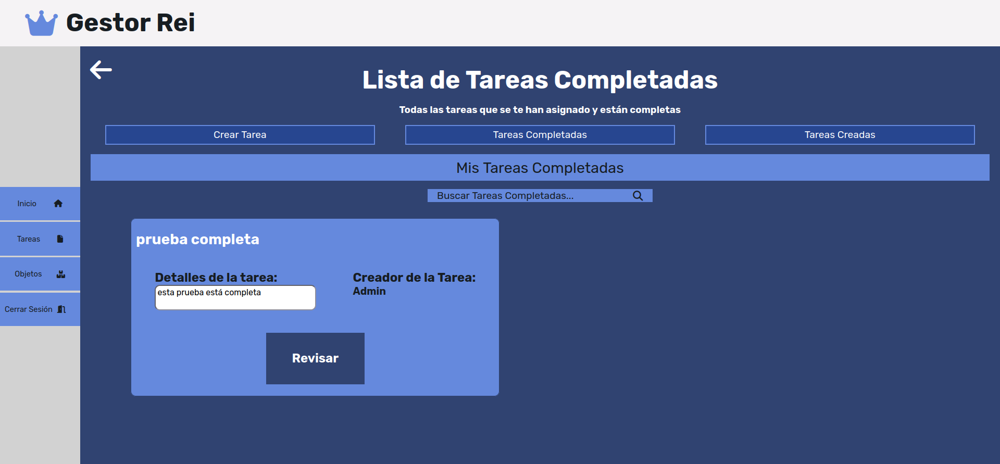 Gestor Rei
Lista de Tareas Completadas
Todas las tareas que se te han asignado y están completas
Crear Tarea
Tareas Completadas
Tareas Creadas
Mis Tareas Completadas
Buscar Tareas Completadas...
Inicio
Tareas
Objetos
Cerrar Sesión
prueba completa
Detalles de la tarea:
esta prueba está completa
Creador de la Tarea:
Admin
Revisar